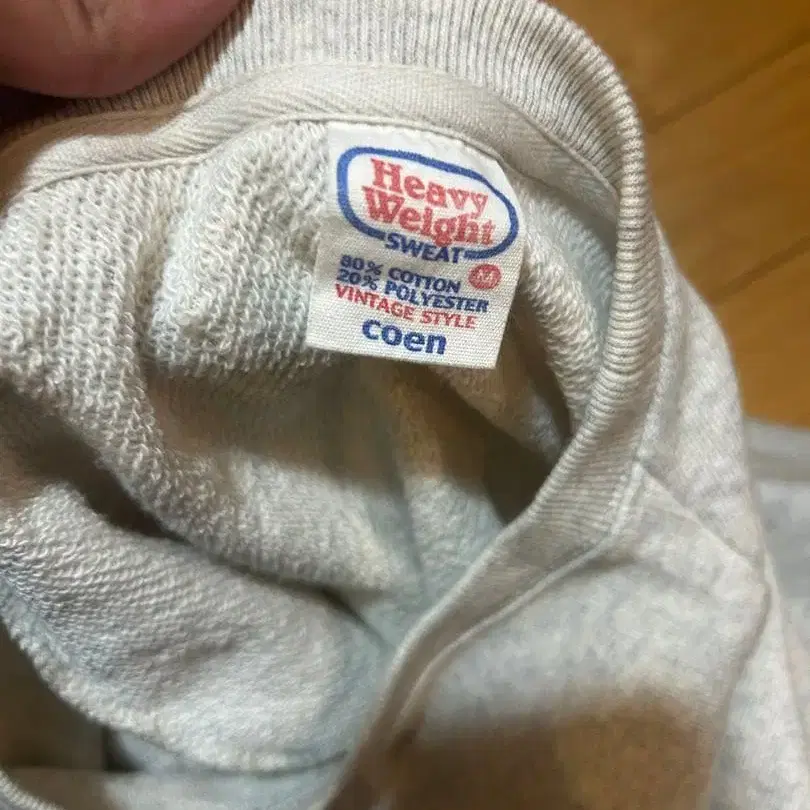 Heavy
Weight
SWEAT
80% COTTON M
20% POLYESTER
VINTAGE STYLE
coen